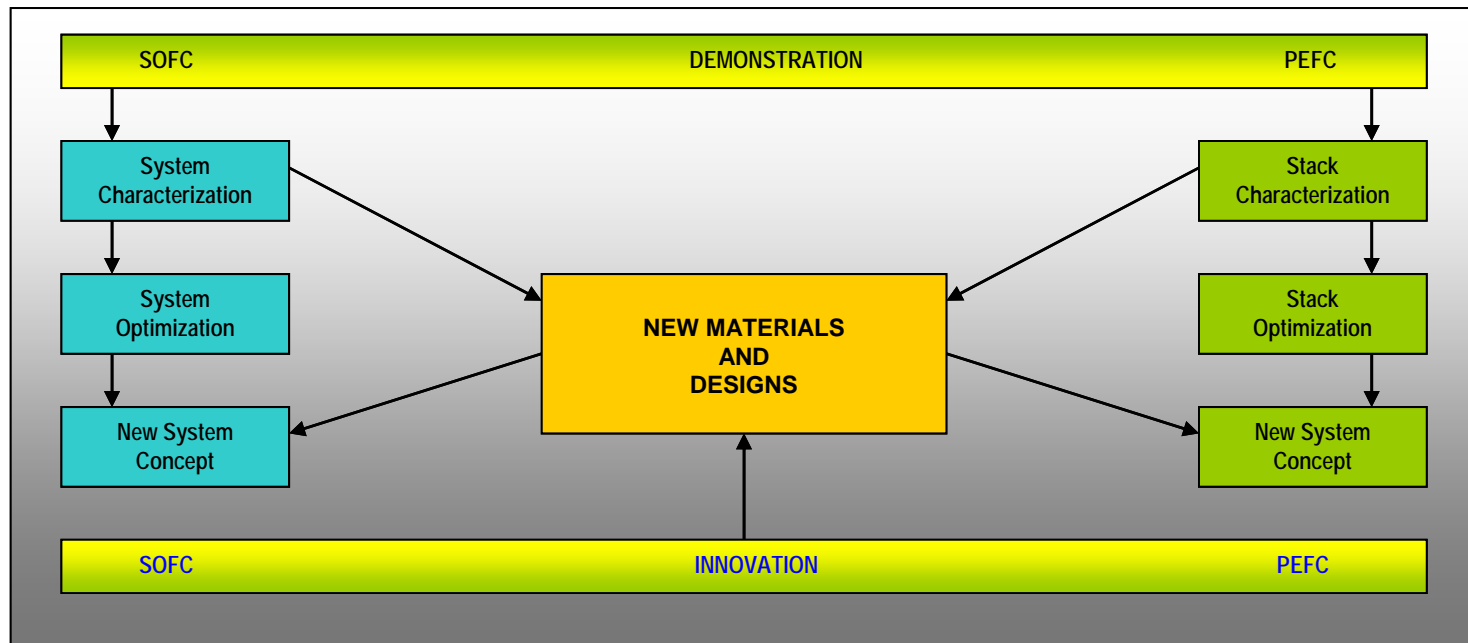 SOFC DEMONSTRATION PEFC
System
Characterization
Stack
Characterization
System
Optimization
NEW MATERIALS
AND
DESIGNS
Stack
Optimization
New System
Concept
New System
Concept
SOFC INNOVATION PEFC